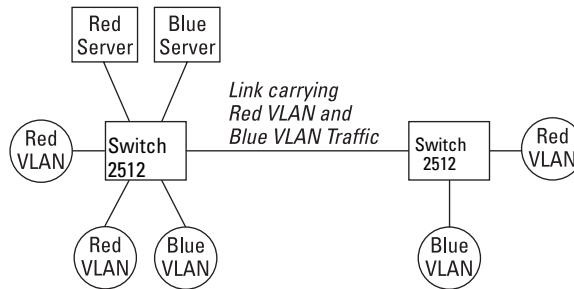 Red
Server
Blue
Server
Link carrying
Red VLAN and
Blue VLAN Traffic
Red
VLAN
Switch
2512
Switch
2512
Red
VLAN
Red
VLAN
Blue
VLAN
Blue
VLAN